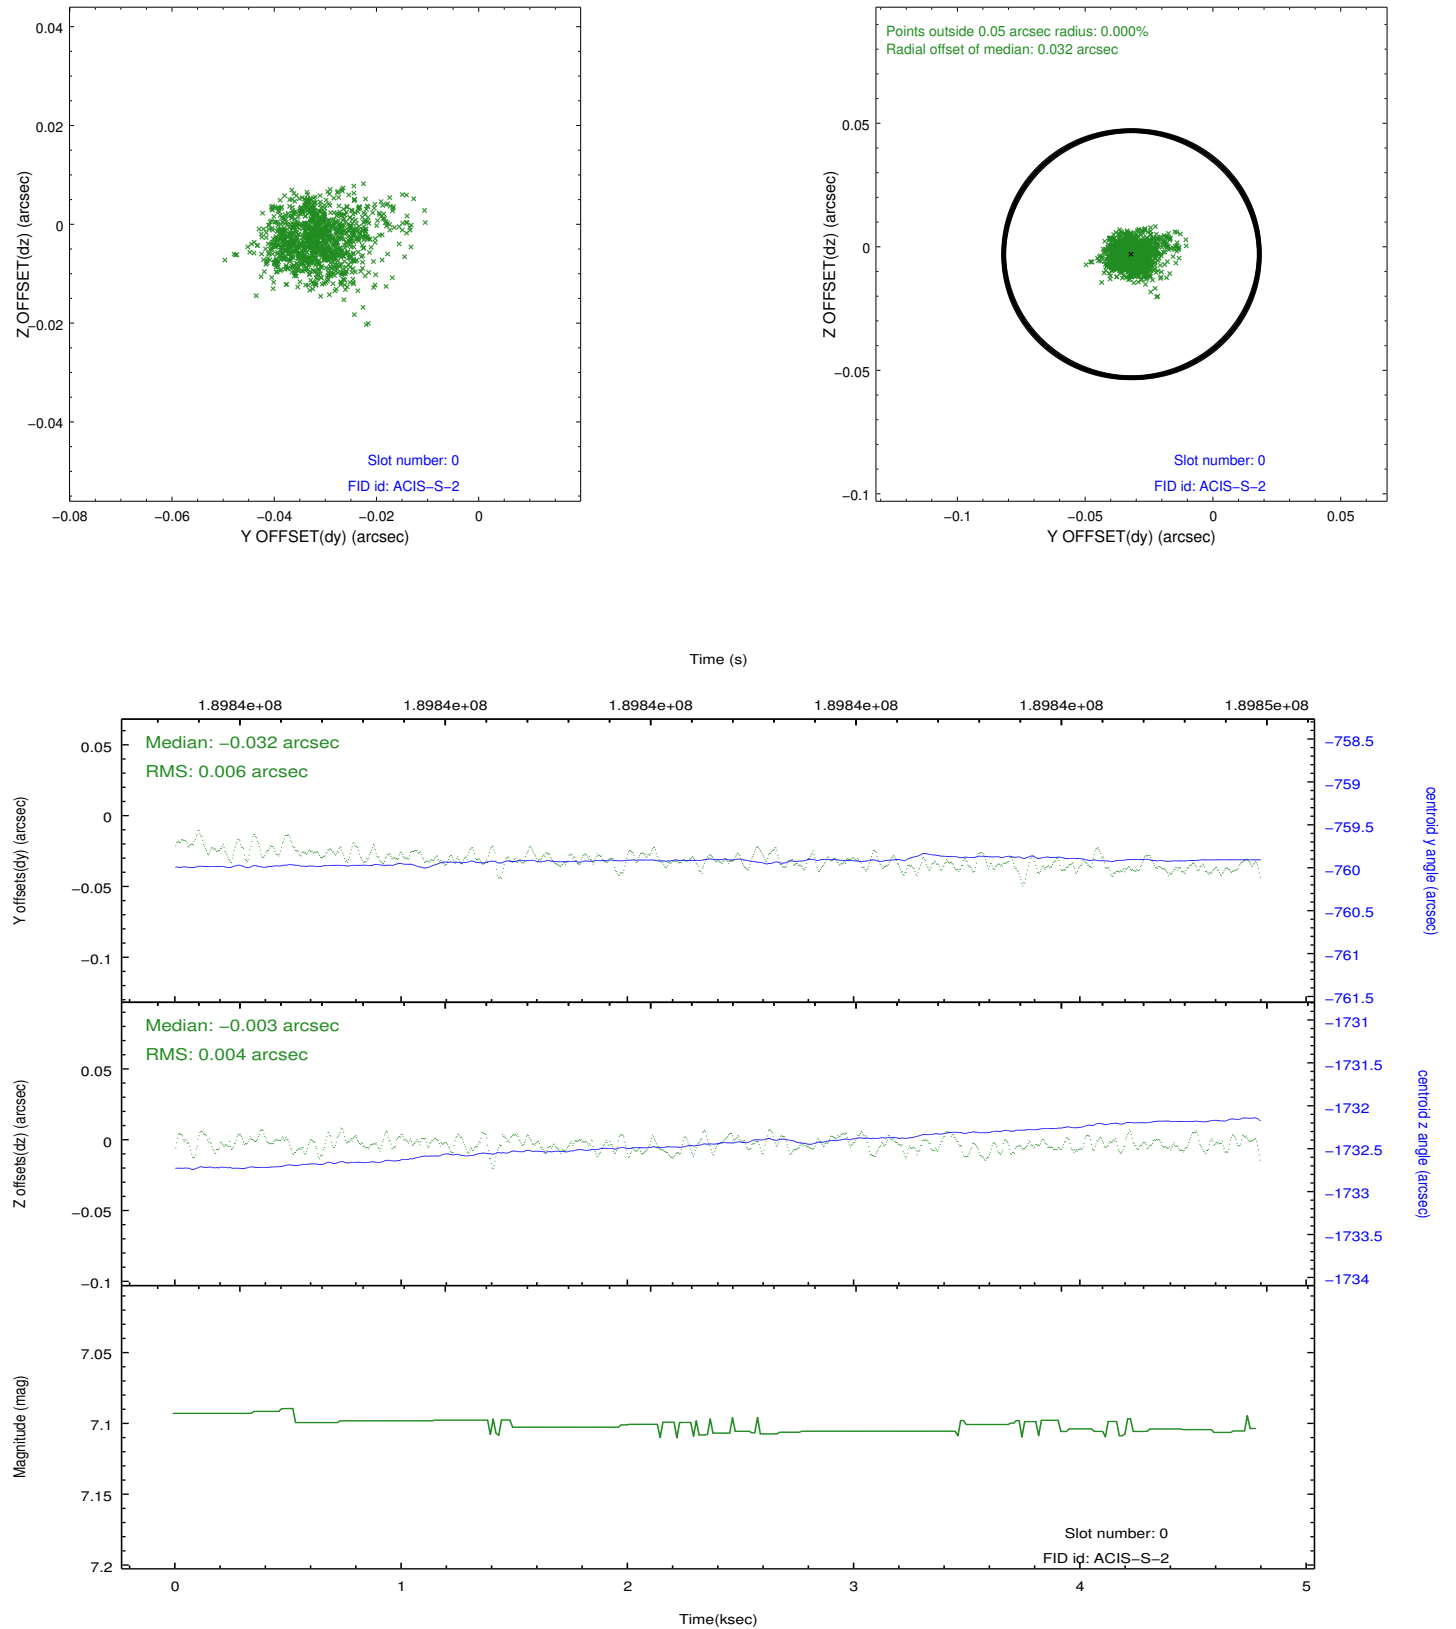 0.04
0.02
0
−0.02
−0.04
Z OFFSET(dz) (arcsec)
Slot number: 0
FID id: ACIS−S−2
−0.08
−0.06
−0.04
−0.02
0
Y OFFSET(dy) (arcsec)
Points outside 0.05 arcsec radius: 0.000%
Radial offset of median: 0.032 arcsec
0.05
0
−0.05
−0.1
Z OFFSET(dz) (arcsec)
Slot number: 0
FID id: ACIS−S−2
−0.1
−0.05
0
0.05
Y OFFSET(dy) (arcsec)
Time (s)
1.8984e+08
1.8984e+08
1.8984e+08
1.8984e+08
1.8984e+08
1.8985e+08
Median: −0.032 arcsec
RMS: 0.006 arcsec
0.05
0
−0.05
−0.1
Y offsets(dy) (arcsec)
−758.5
−759
−759.5
−760
−760.5
−761
−761.5
centroid y angle (arcsec)
Median: −0.003 arcsec
RMS: 0.004 arcsec
0.05
0
−0.05
−0.1
Z offsets(dz) (arcsec)
−1731
−1731.5
−1732
−1732.5
−1733
−1733.5
−1734
centroid z angle (arcsec)
7.05
7.1
7.15
7.2
Magnitude (mag)
Slot number: 0
FID id: ACIS−S−2
0
1
2
3
4
5
Time(ksec)